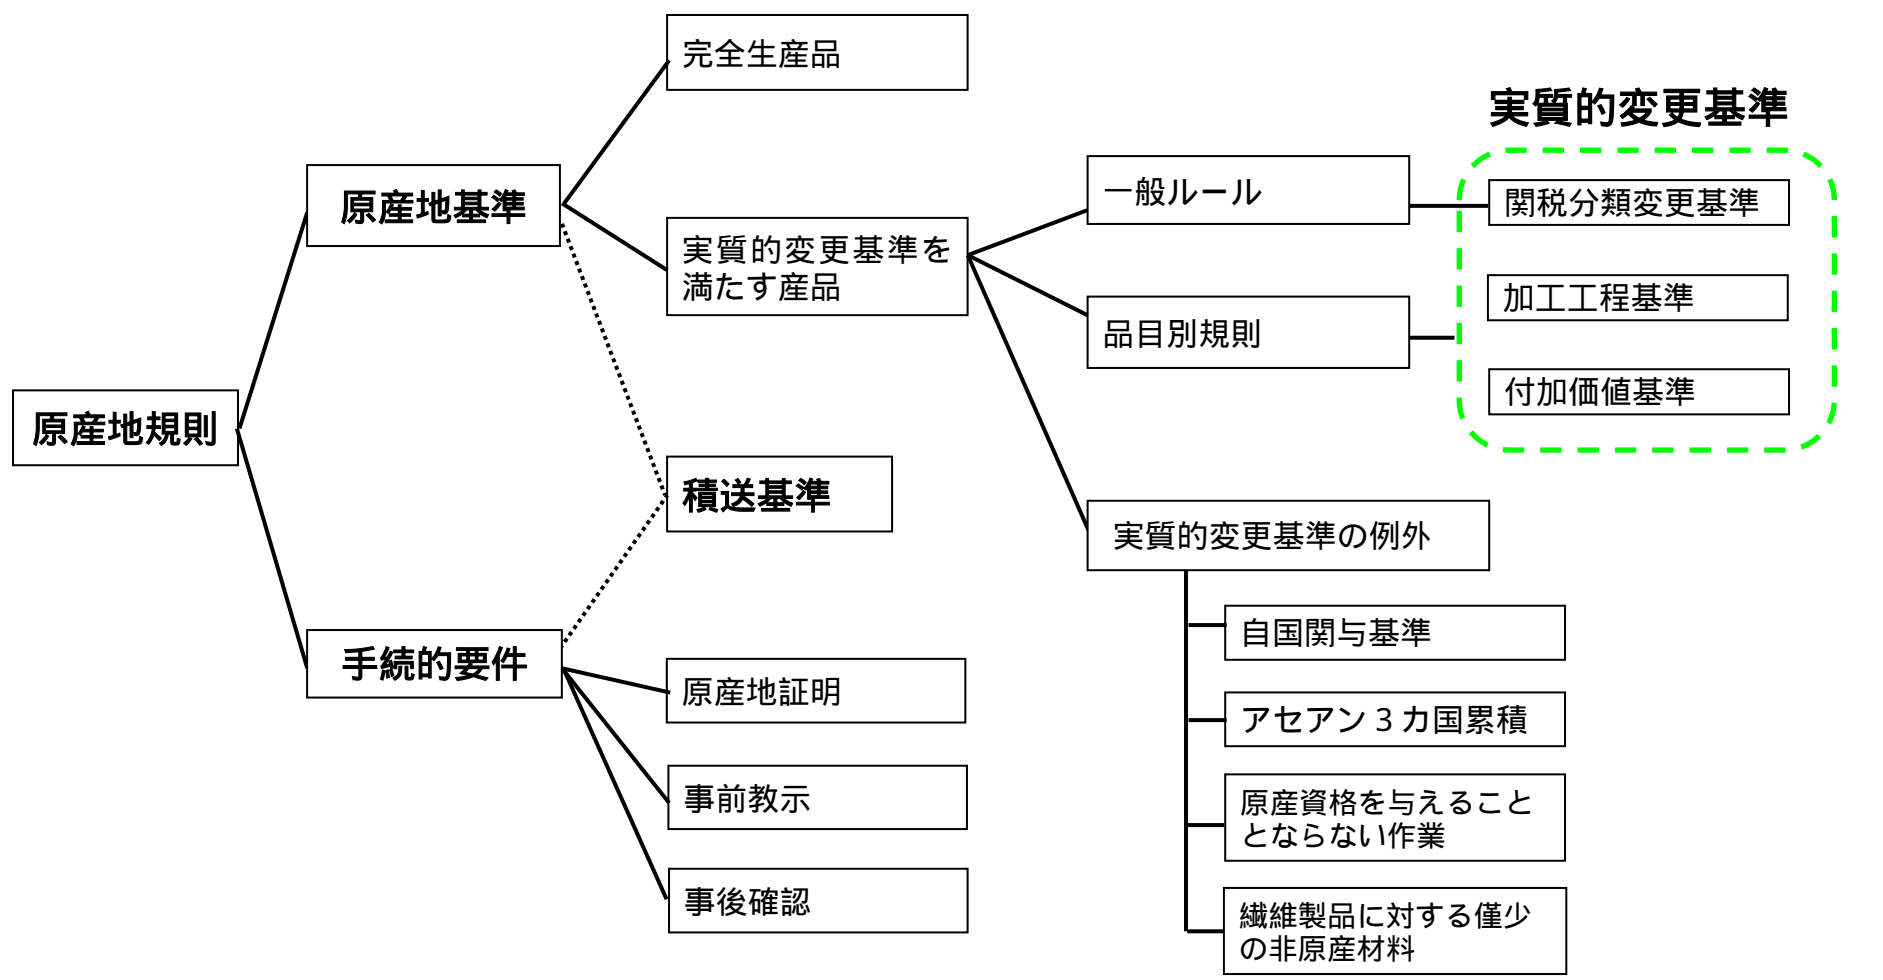 完全生産品
実質的変更基準
一般ルール
関税分類変更基準
原産地基準
実質的変更基準を
満たす産品
加工工程基準
品目別規則
付加価値基準
原産地規則
積送基準
実質的変更基準の例外
自国関与基準
手続的要件
原産地証明
アセアン３カ国累積
事前教示
原産資格を与えること
とならない作業
事後確認
繊維製品に対する僅少
の非原産材料